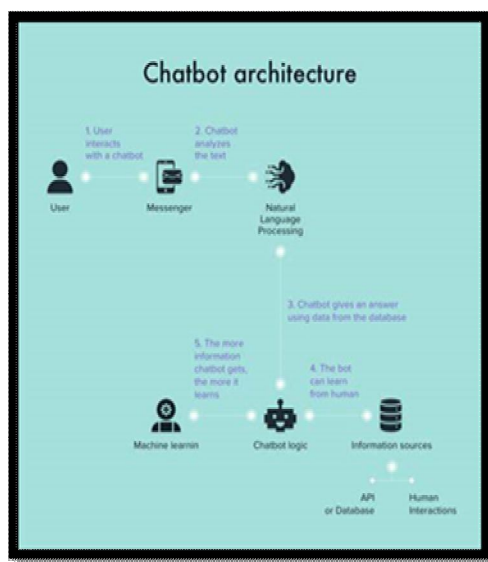 Chatbot architecture
1. User
interacts
with a chatbot
2. Chatbot
analyzes
the text
User
Messenger
Natural
Language
Processing
3. Chatbot gives an answer
using data from the database
5. The more
information
chatbot gets,
the more it
learns
4. The bot
can learn
from human
Machine learnin
Chatbot logic
Information sources
API
or Database
Human
Interactions